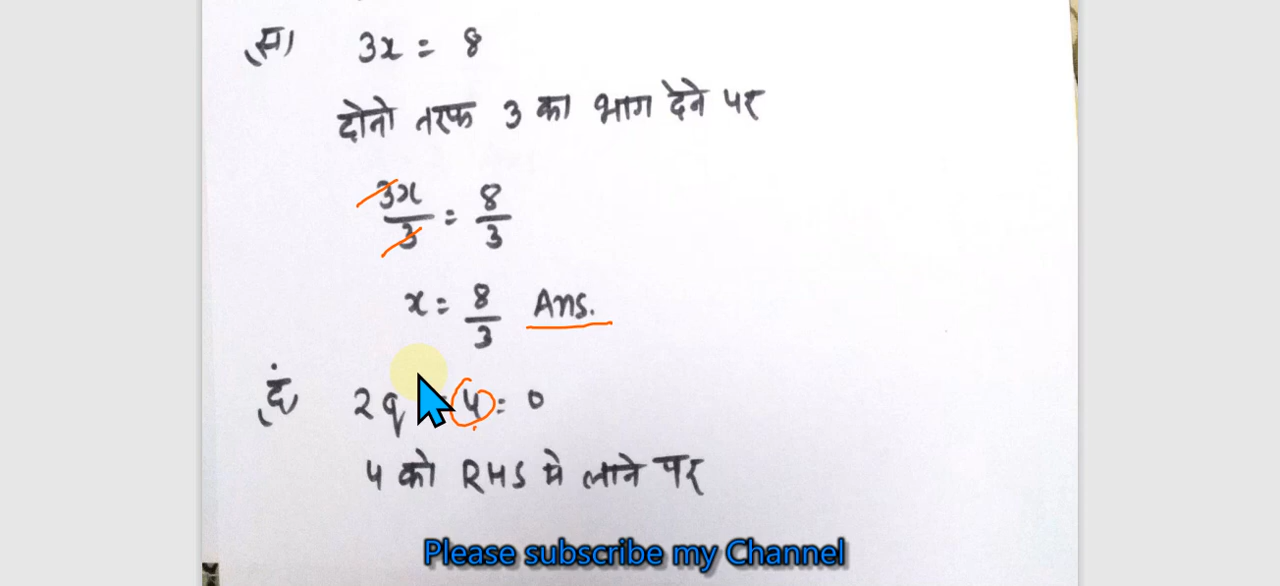 3x = 8
दोनो तरफ 3 का भाग देने पर
3x/3 = 8/3
x = 8/3 Ans.
2q 4 = 0
4 को RHS मे लाने पर
Please subscribe my Channel